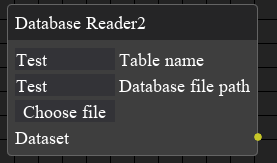 Database Reader2
Test Table name
Test Database file path
Choose file
Dataset